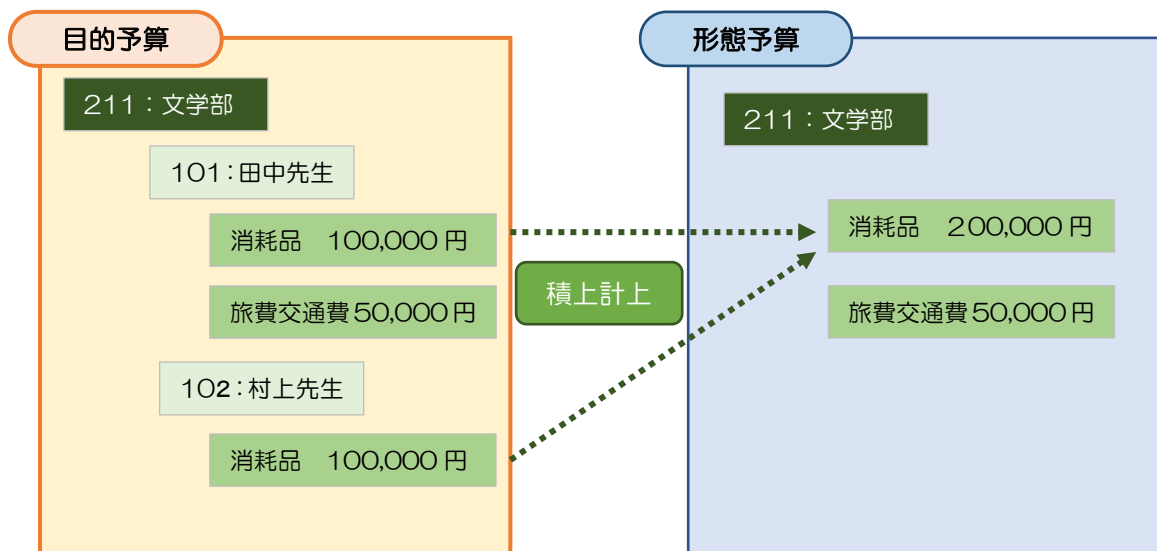 目的予算
211：文学部
101：田中先生
消耗品　100,000円
旅費交通費50,000円
102：村上先生
消耗品　100,000円
積上計上
形態予算
211：文学部
消耗品　200,000円
旅費交通費50,000円